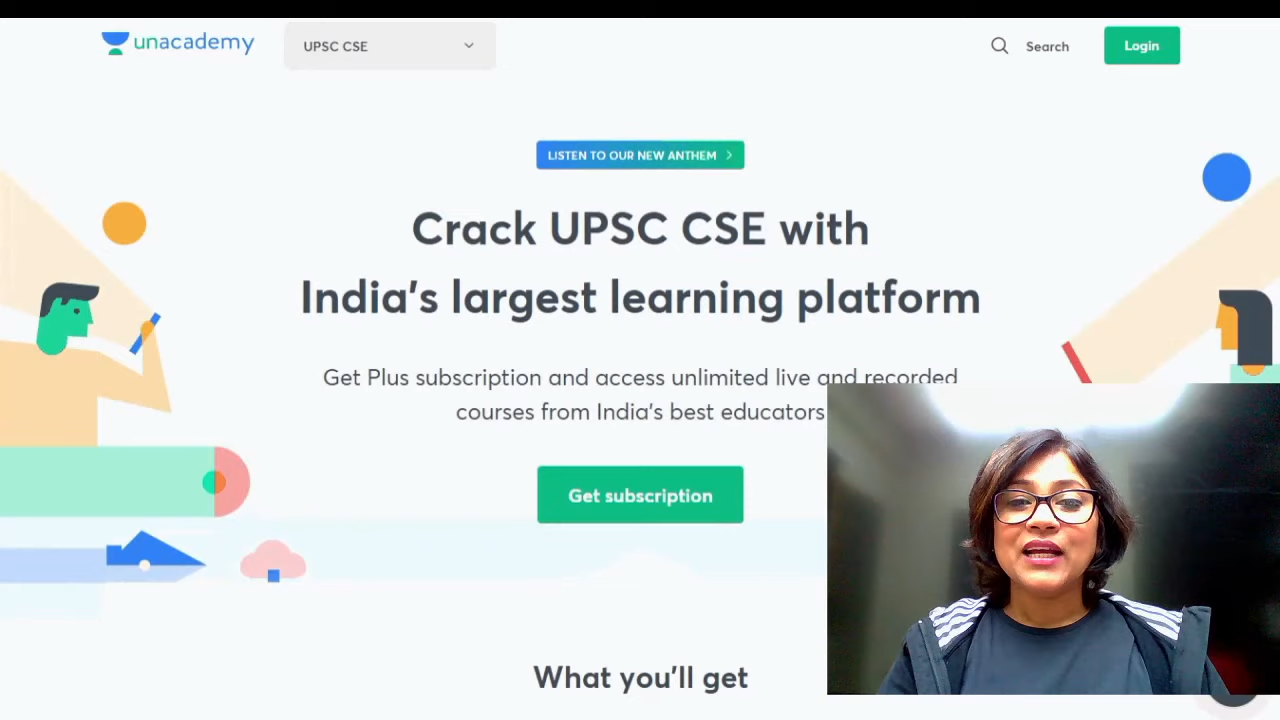 unacademy
UPSC CSE
Search
Login
LISTEN TO OUR NEW ANTHEM
Crack UPSC CSE with
India's largest learning platform
Get Plus subscription and access unlimited live and recorded
courses from India's best educators
Get subscription
What you'll get